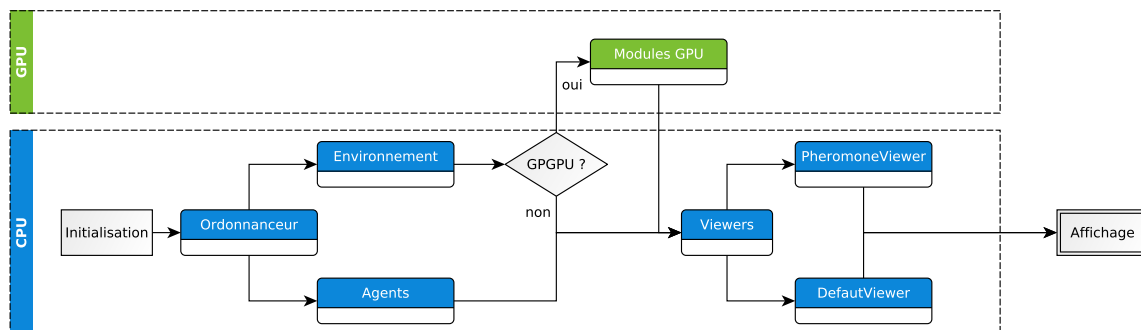 GPU
Modules GPU
oui
CPU
Environnement
GPGPU ?
PheromoneViewer
non
Initialisation
Ordonnanceur
Viewers
Affichage
Agents
DefautViewer